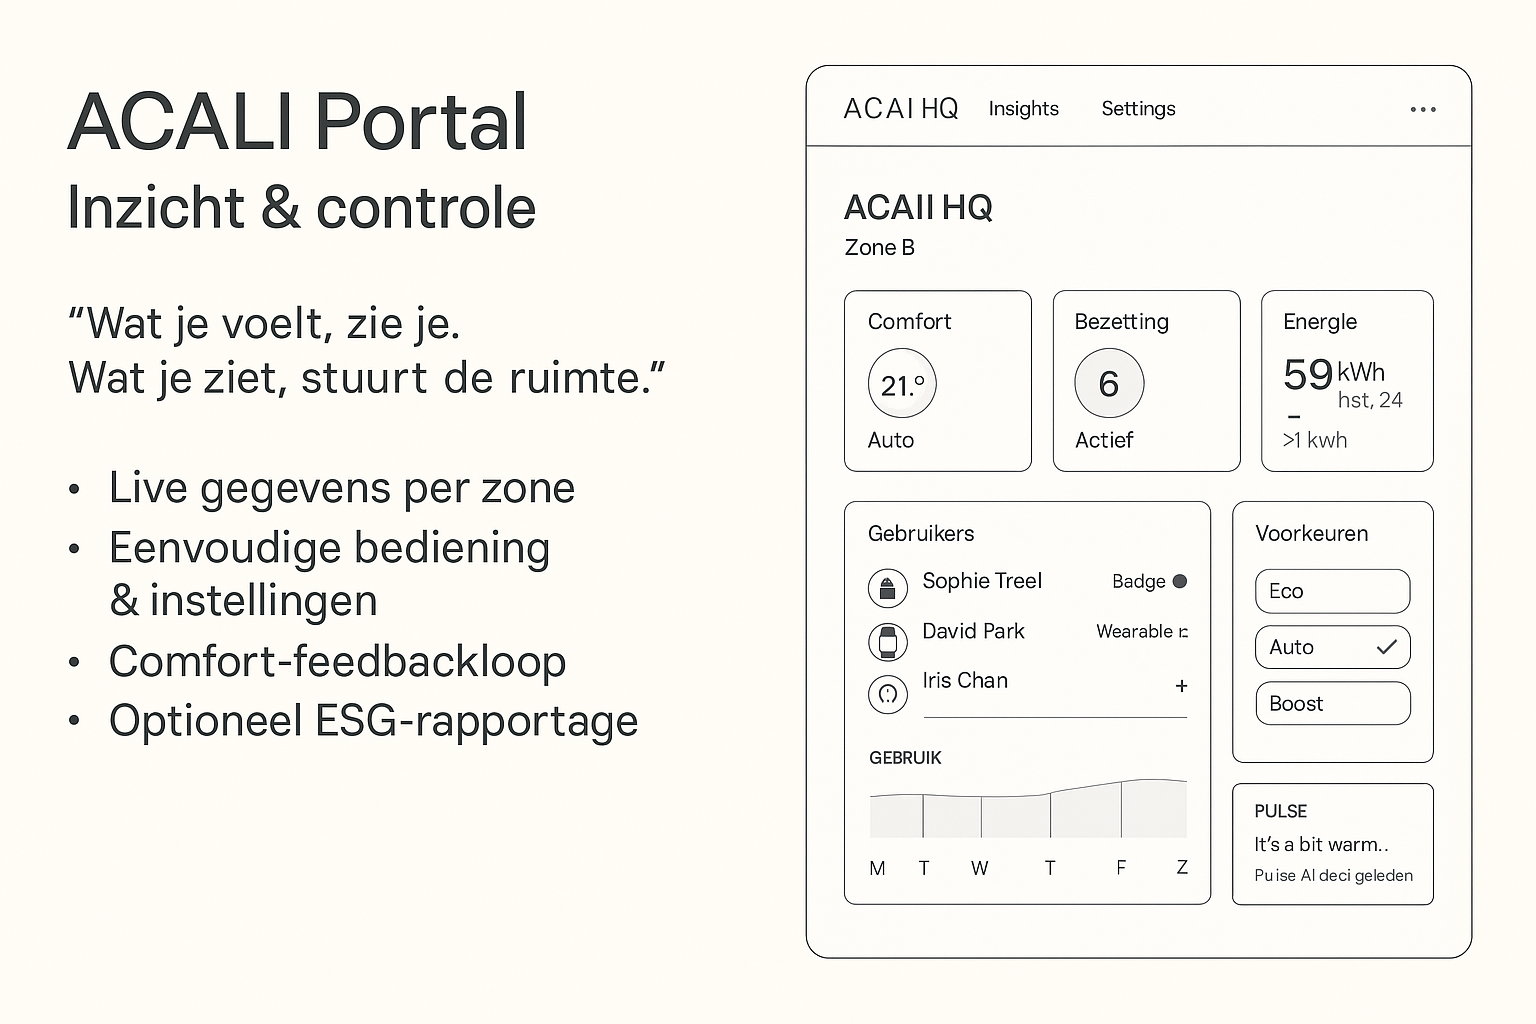 ACALI Portal
Inzicht & controle
“Wat je voelt, zie je.
Wat je ziet, stuurt de ruimte.”
• Live gegevens per zone
• Eenvoudige bediening
& instellingen
• Comfort-feedbackloop
• Optioneel ESG-rapportage
ACAI HQ Insights Settings •••
ACAII HQ
Zone B
Comfort
21.°
Auto
Bezetting
6
Actief
Energle
59 kWh
hst, 24
-
>1 kwh
Gebruikers
Sophie Treel Badge
David Park Wearable
Iris Chan +
GEBRUIK
M T W T F Z
Voorkeuren
Eco
Auto ✓
Boost
PULSE
It’s a bit warm..
Puise Al deci geleden